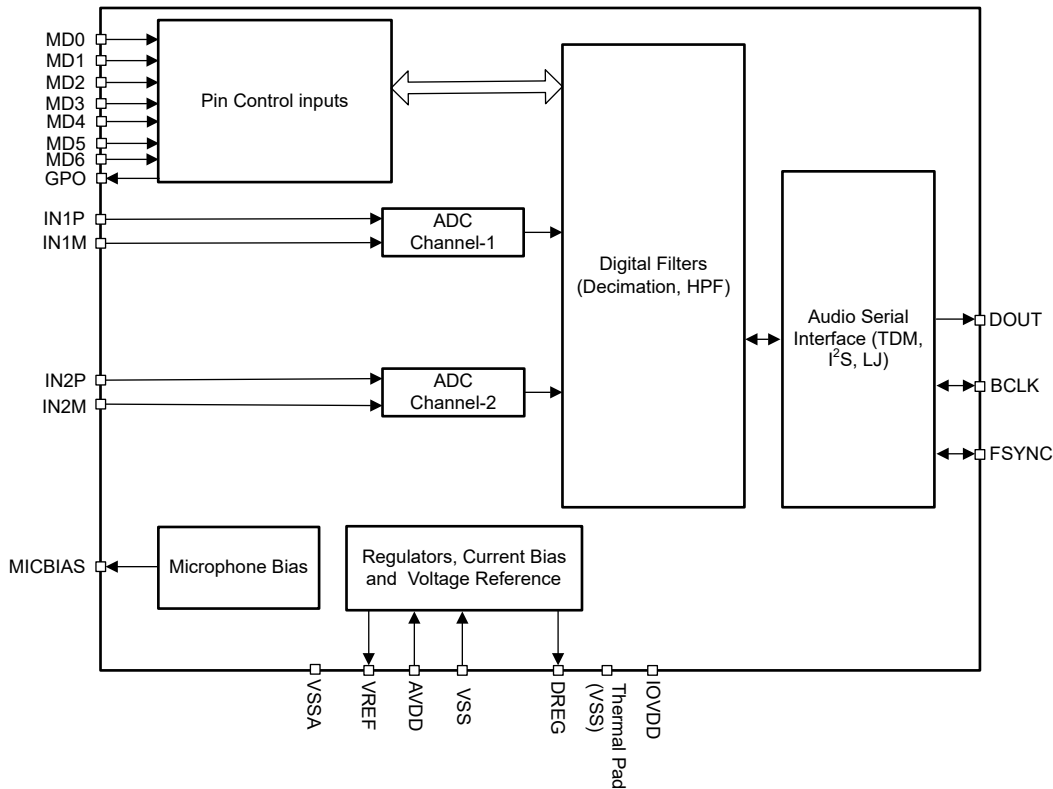 MD0
MD1
MD2
MD3
MD4
MD5
MD6
GPO
Pin Control inputs
IN1P
IN1M
ADC
Channel-1
Digital Filters
(Decimation, HPF)
Audio Serial
Interface (TDM,
I²S, LJ)
DOUT
BCLK
FSYNC
IN2P
IN2M
ADC
Channel-2
MICBIAS
Microphone Bias
Regulators, Current Bias
and Voltage Reference
VSSA
VREF
AVDD
VSS
DREG
Thermal Pad
(VSS)
IOVDD